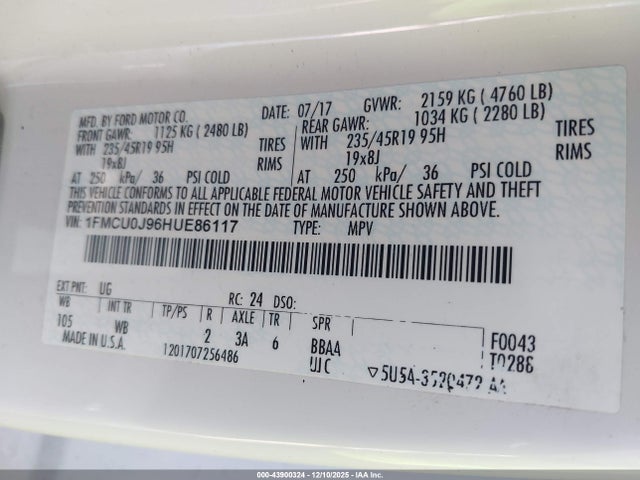 MFD. BY FORD MOTOR CO. DATE: 07/17 GVWR: 2159 KG ( 4760 LB)
FRONT GAWR: 1125 KG ( 2480 LB) REAR GAWR: 1034 KG ( 2280 LB)
WITH 235/45R19 95H TIRES WITH 235/45R19 95H TIRES
19x8J RIMS 19x8J RIMS
AT 250 kPa/ 36 PSI COLD AT 250 kPa/ 36 PSI COLD
THIS VEHICLE CONFORMS TO ALL APPLICABLE FEDERAL MOTOR VEHICLE SAFETY AND THEFT
PREVENTION STANDARDS IN EFFECT ON THE DATE OF MANUFACTURE SHOWN ABOVE.
VIN: 1FMCU0J96HUE86117 TYPE: MPV
EXT PNT: UG RC: 24 DSO:
WB INT TR TP/PS R AXLE TR SPR
105 WB 2 3A 6 BBAA F0043
MADE IN U.S.A. 1201707256486 UJC T0286
000-43900324 - 12/10/2025 - IAA Inc.